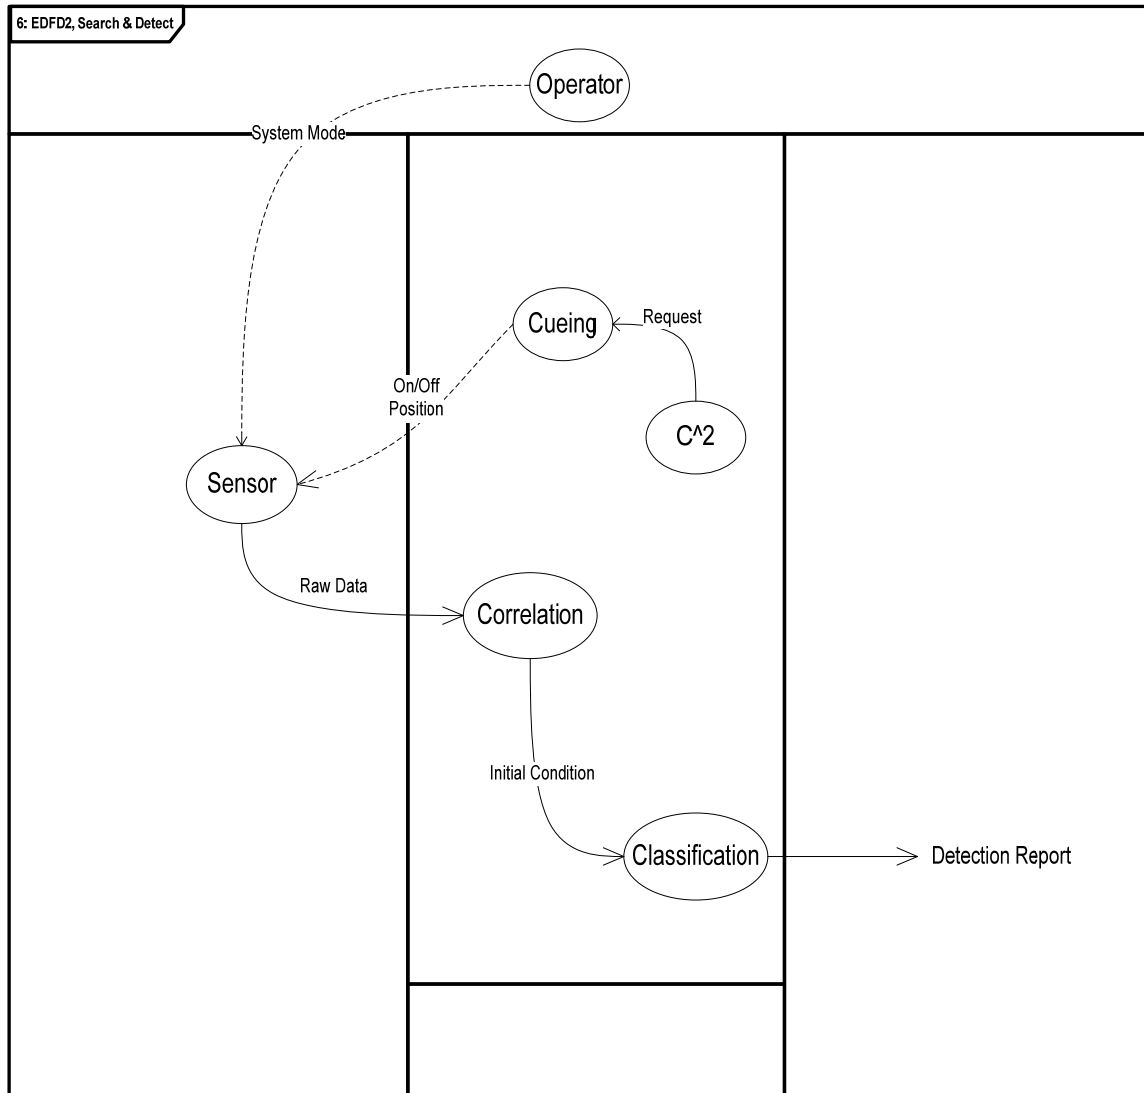 6: EDFD2, Search & Detect
Operator
System Mode
Cueing
Request
On/Off
Position
C^2
Sensor
Raw Data
Correlation
Initial Condition
Classification
Detection Report